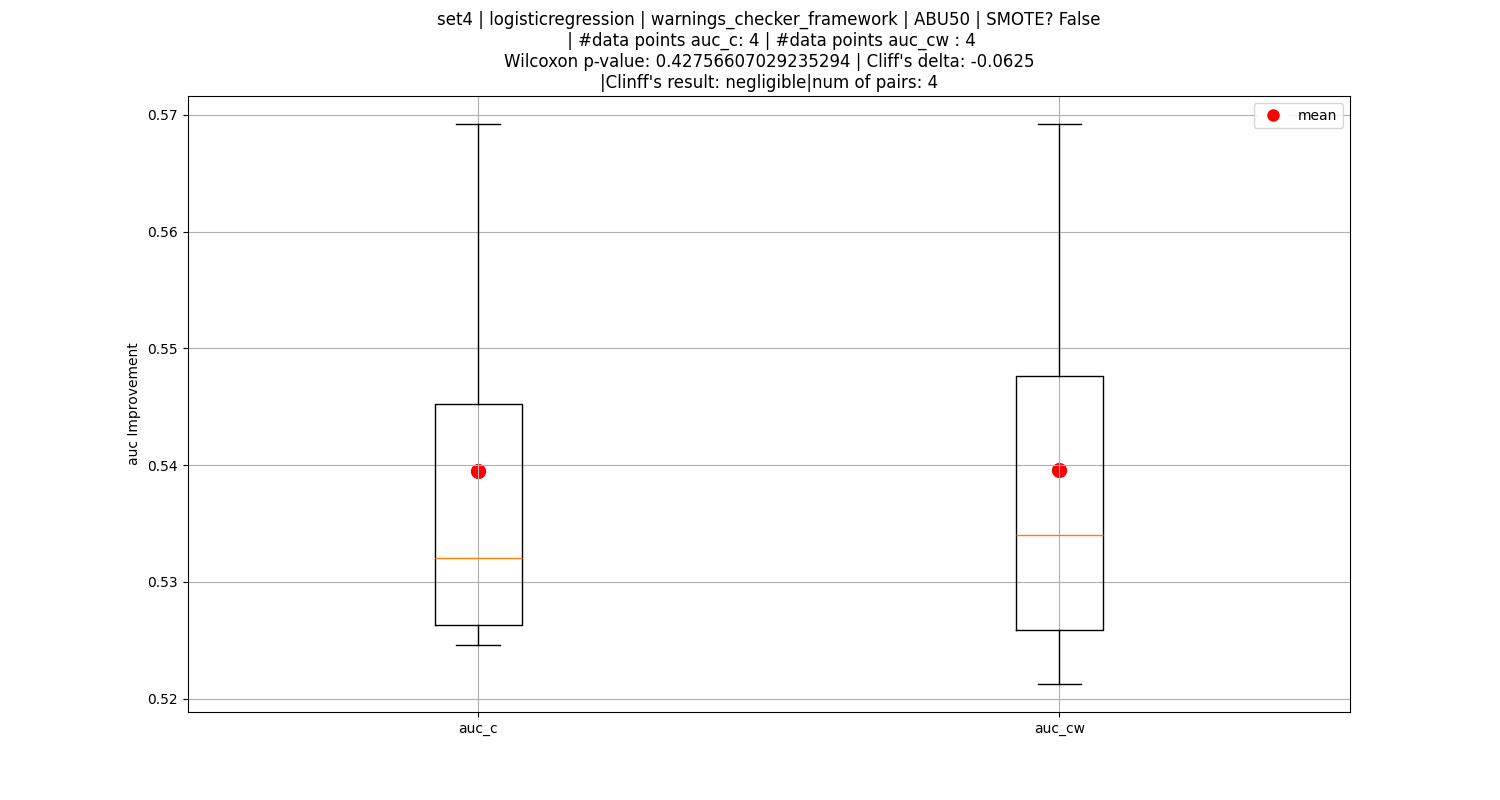 set4 | logisticregression | warnings_checker_framework | ABU50 | SMOTE? False
| #data points auc_c: 4 | #data points auc_cw : 4
Wilcoxon p-value: 0.42756607029235294 | Cliff's delta: -0.0625
|Clinff's result: negligible|num of pairs: 4
mean
auc Improvement
0.57
0.56
0.55
0.54
0.53
0.52
auc_c
auc_cw